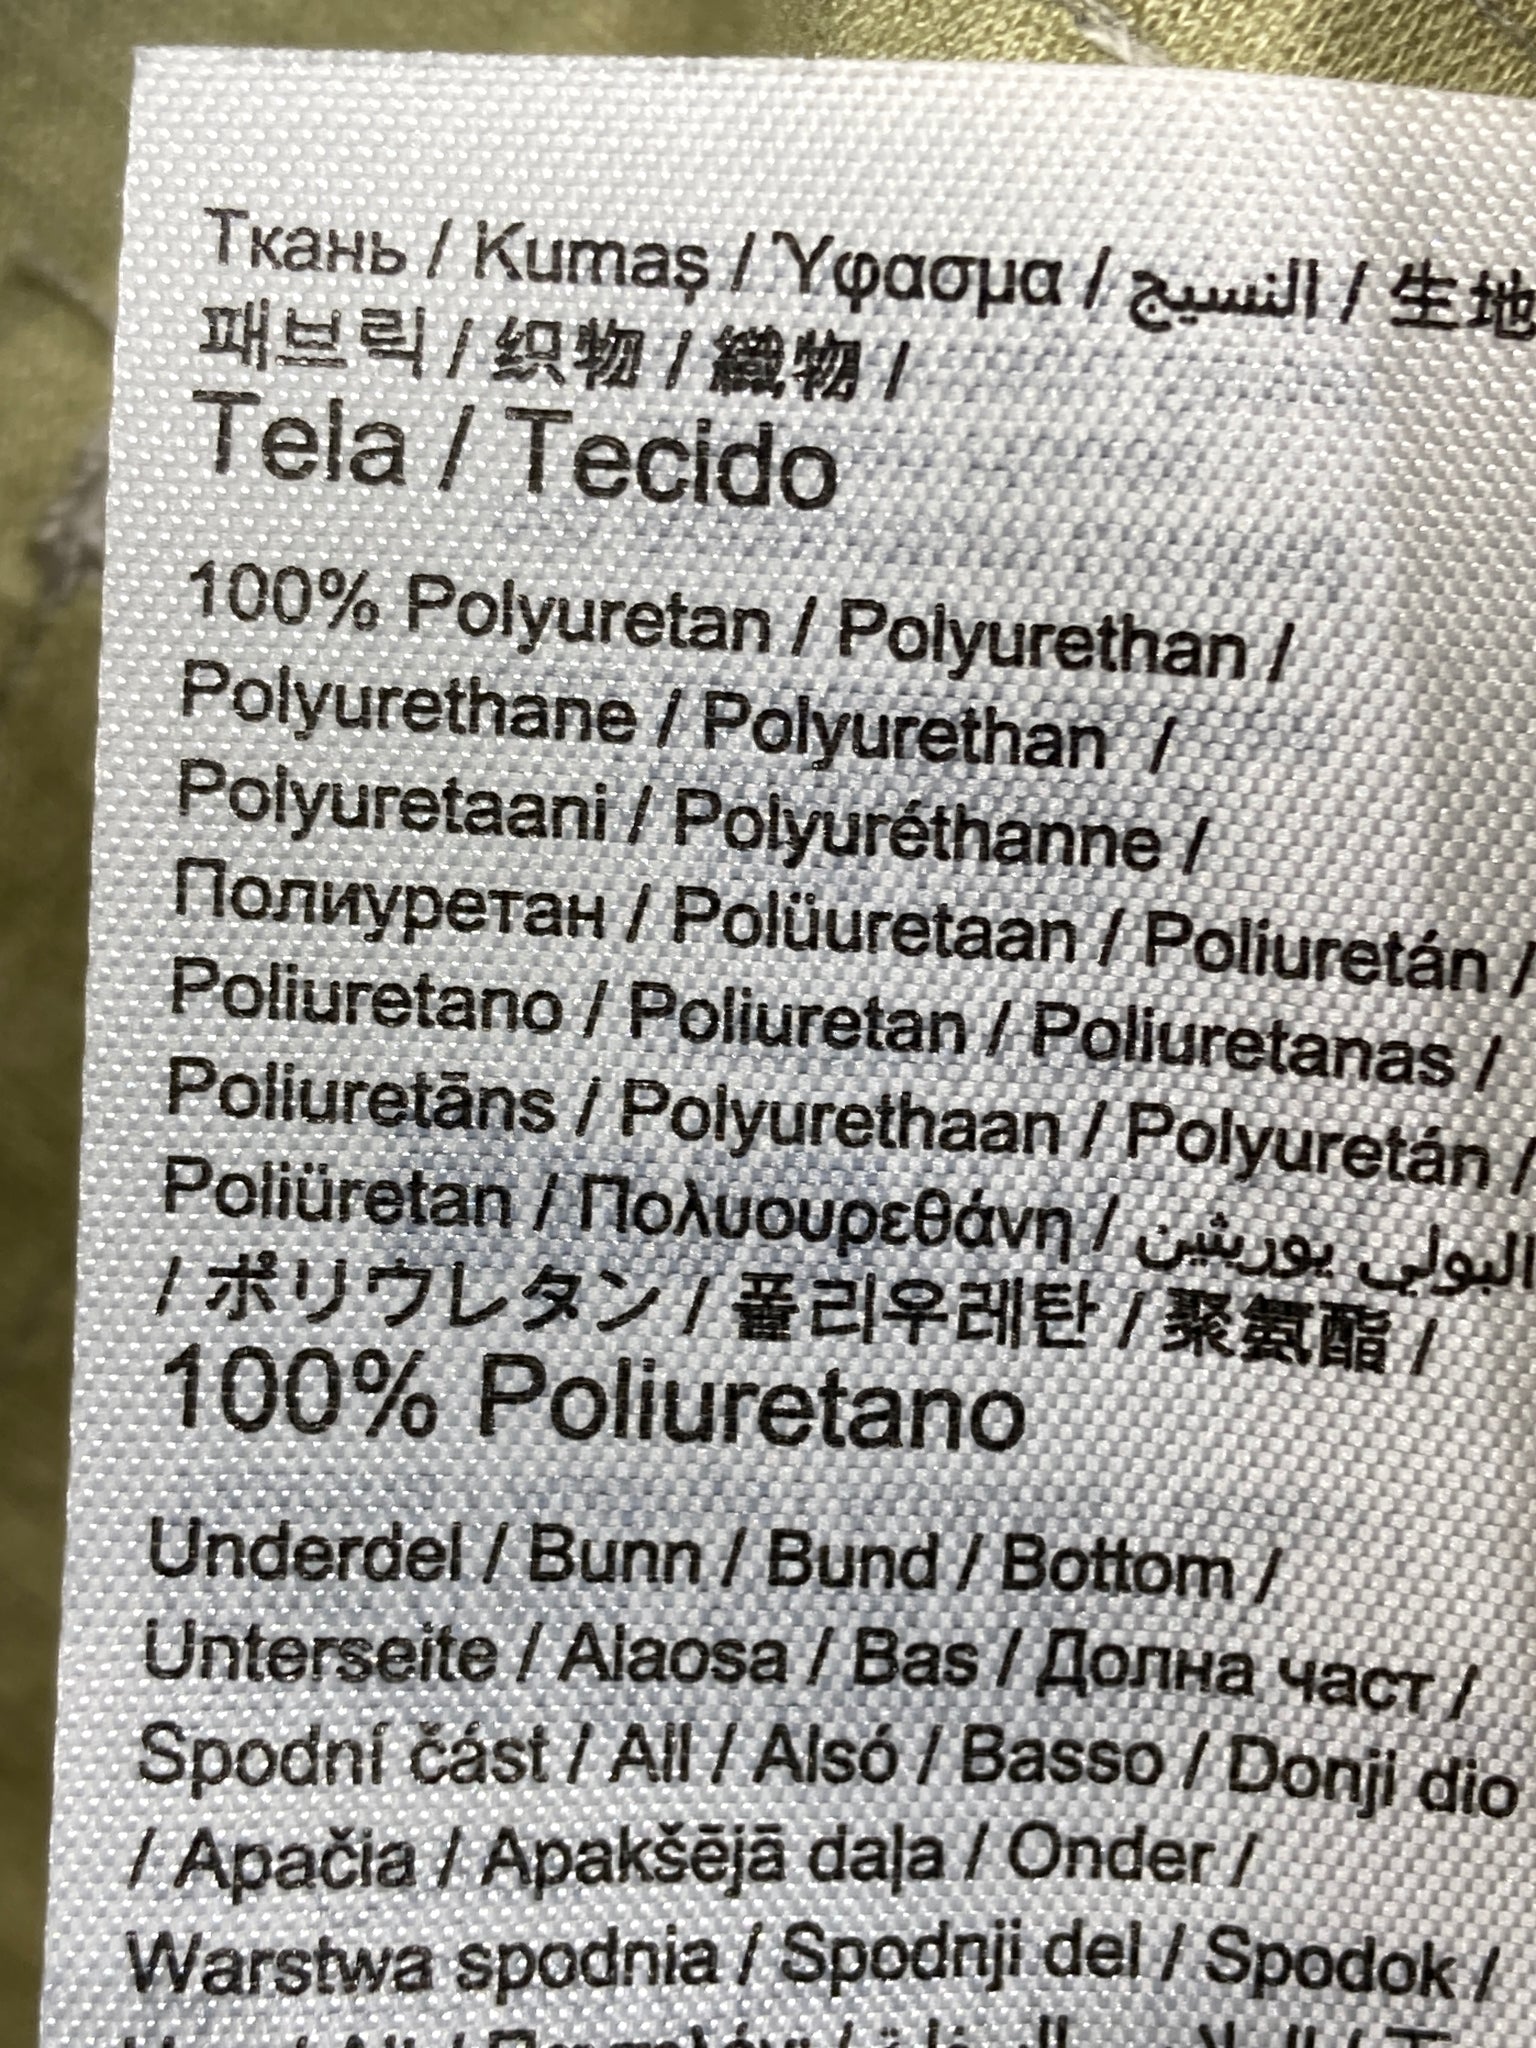 Ткань / Kumaş / Ύφασμα / النسيج / 生地
패브릭 / 织物 / 織物 /
Tela / Tecido
100% Polyuretan / Polyurethan /
Polyurethane / Polyurethan /
Polyuretaani / Polyuréthanne /
Полиуретан / Polüuretaan / Poliuretán /
Poliuretano / Poliuretan / Poliuretanas /
Poliuretāns / Polyurethaan / Polyuretán /
Poliüretan / Πολυουρεθάνη / البولي يوريثين
/ ポリウレタン / 폴리우레탄 / 聚氨酯 /
100% Poliuretano
Underdel / Bunn / Bund / Bottom /
Unterseite / Alaosa / Bas / Долна част /
Spodní část / All / Alsó / Basso / Donji dio
/ Apačia / Apakšējā daļa / Onder /
Warstwa spodnia / Spodnji del / Spodok /